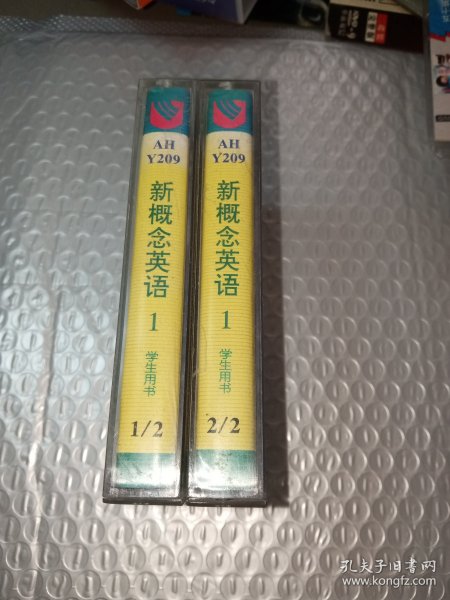 AH
Y209
新概念英语
1
学生用书
1/2
AH
Y209
新概念英语
1
学生用书
2/2
孔夫子旧书网
www.kongfz.com